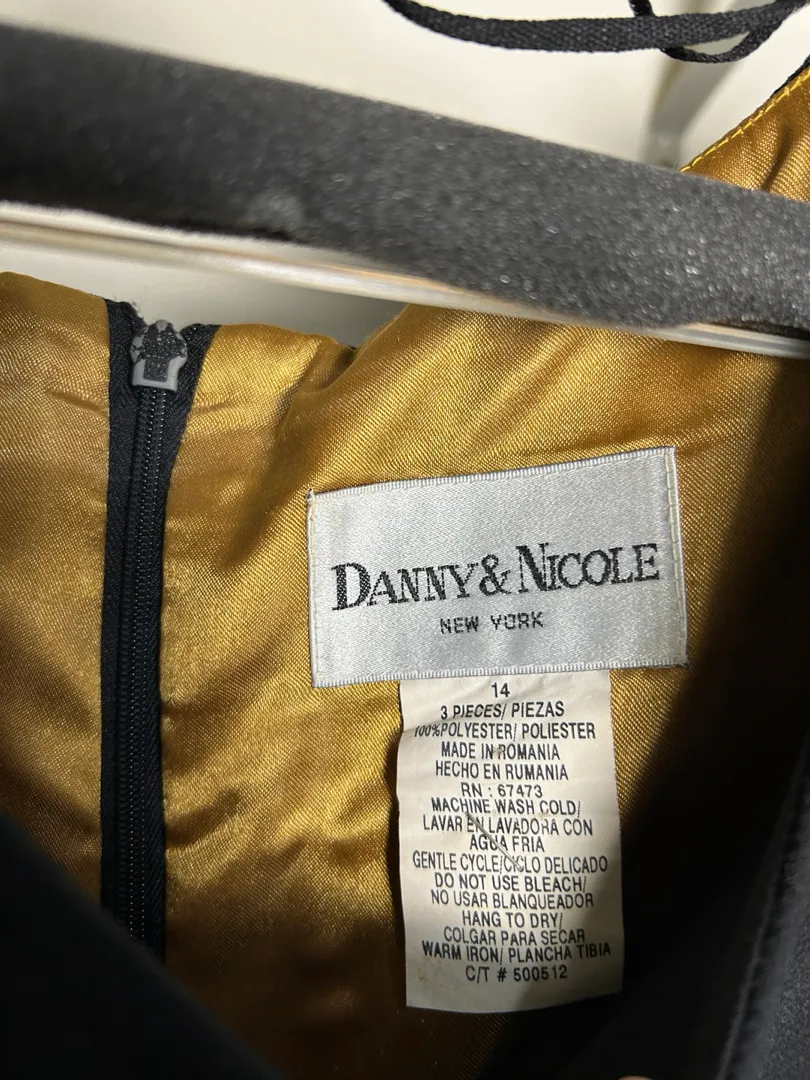 DANNY & NICOLE
NEW YORK
14
3 PIECES/ PIEZAS
100%POLYESTER/ POLIESTER
MADE IN ROMANIA
HECHO EN RUMANIA
RN : 67473
MACHINE WASH COLD/
LAVAR EN LAVADORA CON
AGUA FRIA
GENTLE CYCLE/CICLO DELICADO
DO NOT USE BLEACH/
NO USAR BLANQUEADOR
HANG TO DRY/
COLGAR PARA SECAR
WARM IRON/ PLANCHA TIBIA
C/T # 500512